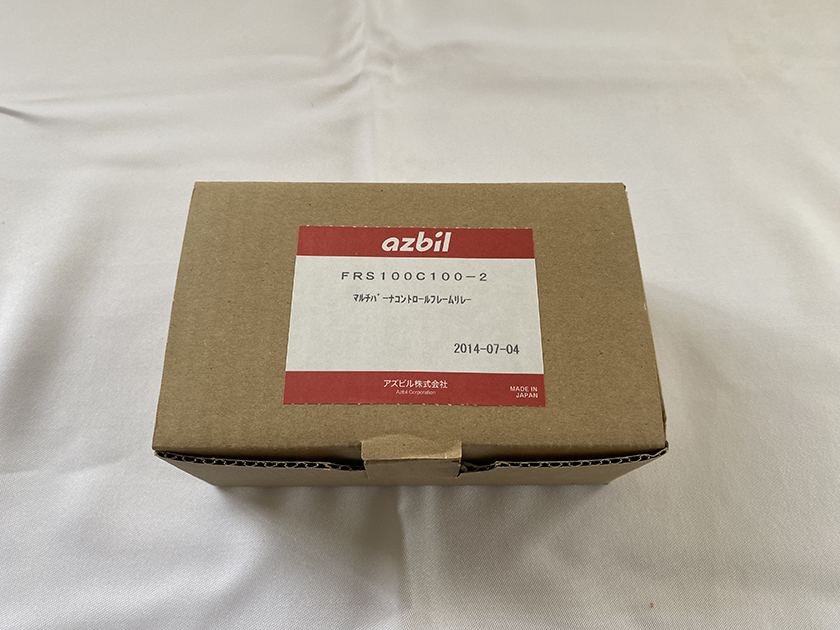 azbil
FRS100C100-2
ﾏﾙﾁﾊﾞｰﾅｺﾝﾄﾛｰﾙﾌﾚｰﾑﾘﾚｰ
2014-07-04
アズビル株式会社
Azbil Corporation
MADE IN
JAPAN